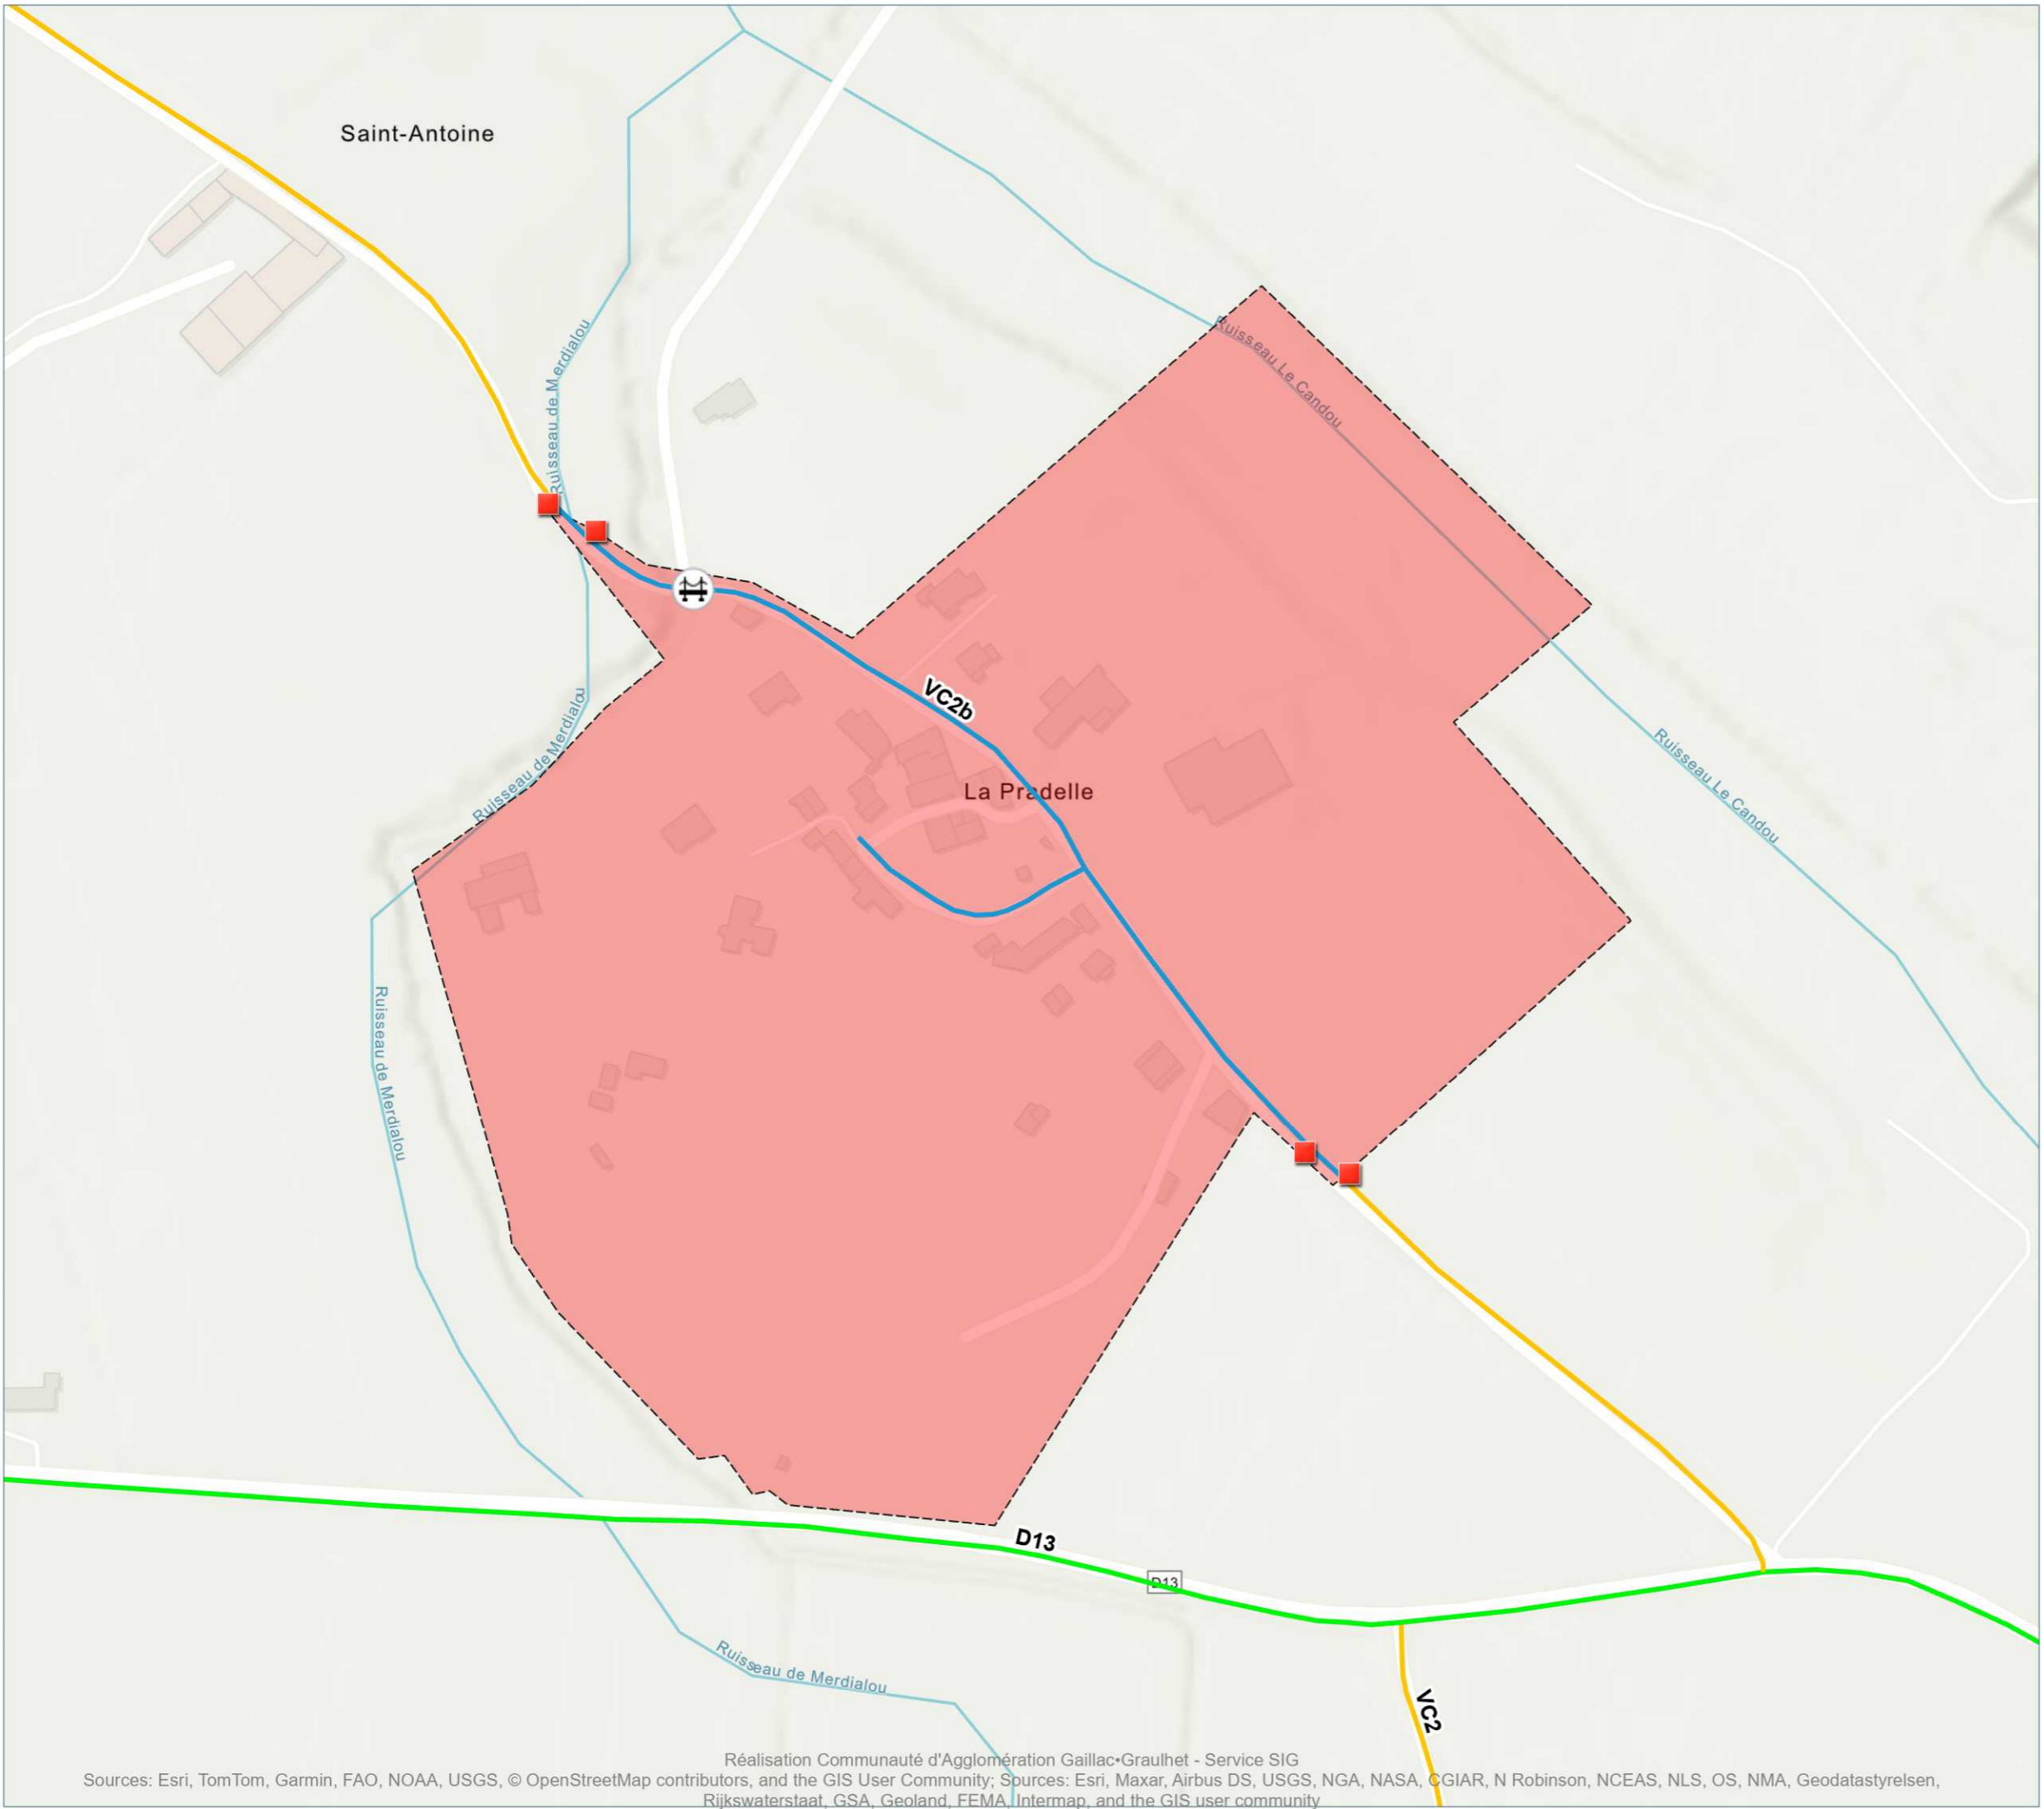 Saint-Antoine
Ruisseau Le Candou
Ruisseau de Merdialou
VC2b
Ruisseau de Merdialou
Ruisseau Le Candou
La Pradelle
Ruisseau de Merdialou
D13
D13
Ruisseau de Merdialou
VC2
Réalisation Communauté d'Agglomération Gaillac•Graulhet - Service SIG
Sources: Esri, TomTom, Garmin, FAO, NOAA, USGS, © OpenStreetMap contributors, and the GIS User Community; Sources: Esri, Maxar, Airbus DS, USGS, NGA, NASA, CGIAR, N Robinson, NCEAS, NLS, OS, NMA, Geodatastyrelsen,
Rijkswaterstaat, GSA, Geoland, FEMA, Intermap, and the GIS user community